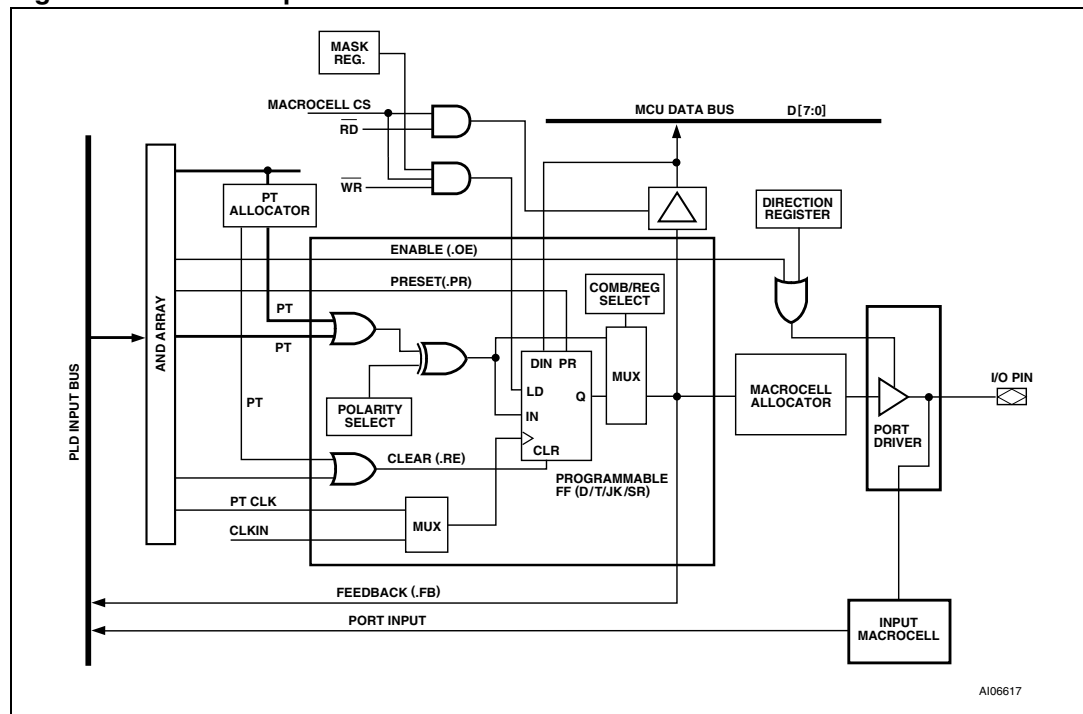 MASK
REG.
MACROCELL CS
RD
WR
MCU DATA BUS D[7:0]
PT
ALLOCATOR
DIRECTION
REGISTER
ENABLE (.OE)
PRESET(.PR)
COMB/REG
SELECT
PT
PT
PT
AND ARRAY
PLD INPUT BUS
POLARITY
SELECT
DIN PR
LD
IN
Q
CLR
MUX
MACROCELL
ALLOCATOR
PORT
DRIVER
I/O PIN
CLEAR (.RE)
PROGRAMMABLE
FF (D/T/JK/SR)
PT CLK
CLKIN
MUX
FEEDBACK (.FB)
PORT INPUT
INPUT
MACROCELL
AI06617